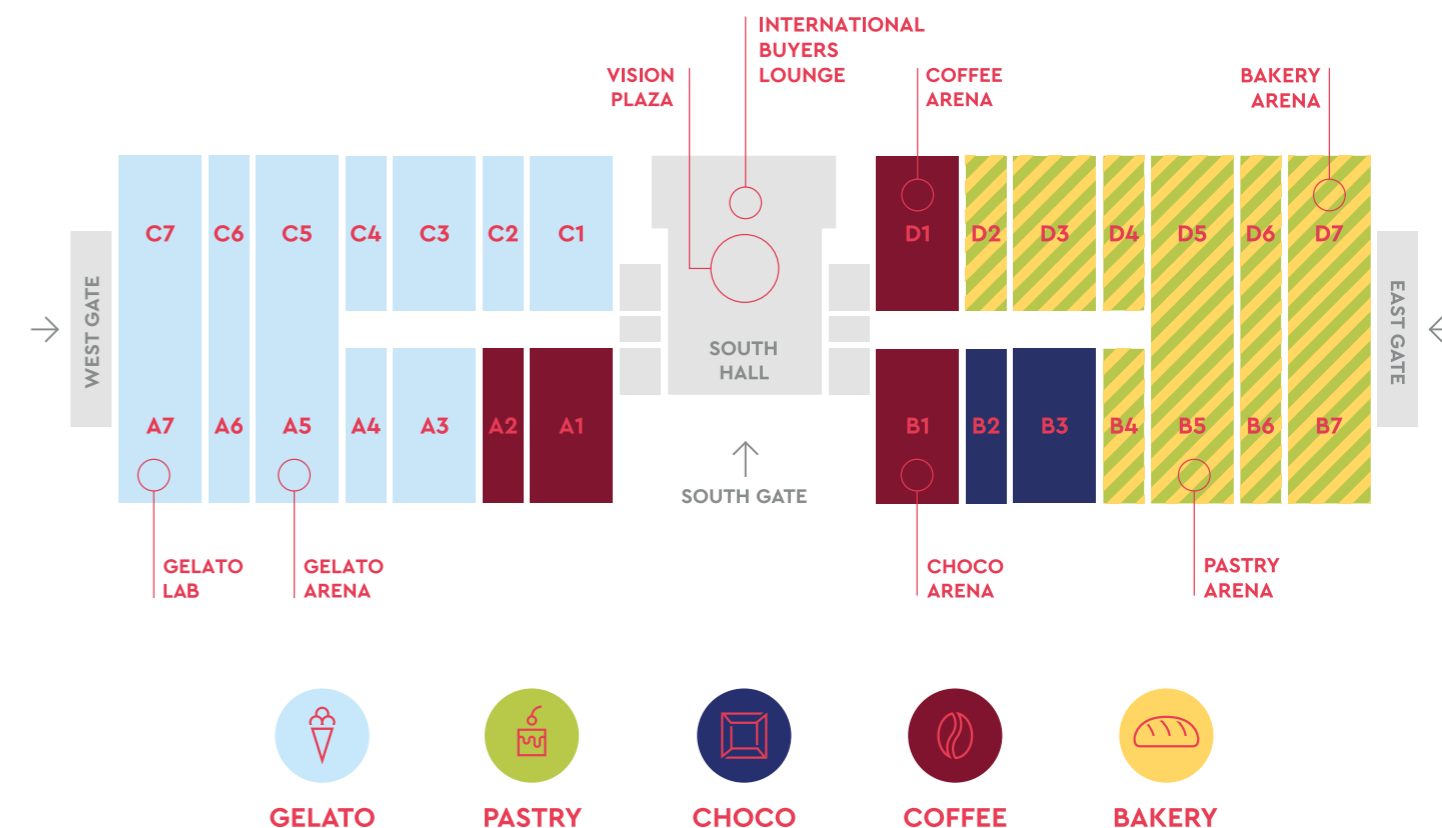 INTERNATIONAL
BUYERS
LOUNGE
VISION
PLAZA
COFFEE
ARENA
BAKERY
ARENA
C7 C6 C5 C4 C3 C2 C1
D1 D2 D3 D4 D5 D6 D7
WEST GATE
EAST GATE
SOUTH
HALL
A7 A6 A5 A4 A3 A2 A1
B1 B2 B3 B4 B5 B6 B7
SOUTH GATE
GELATO
LAB
GELATO
ARENA
CHOCO
ARENA
PASTRY
ARENA
GELATO
PASTRY
CHOCO
COFFEE
BAKERY